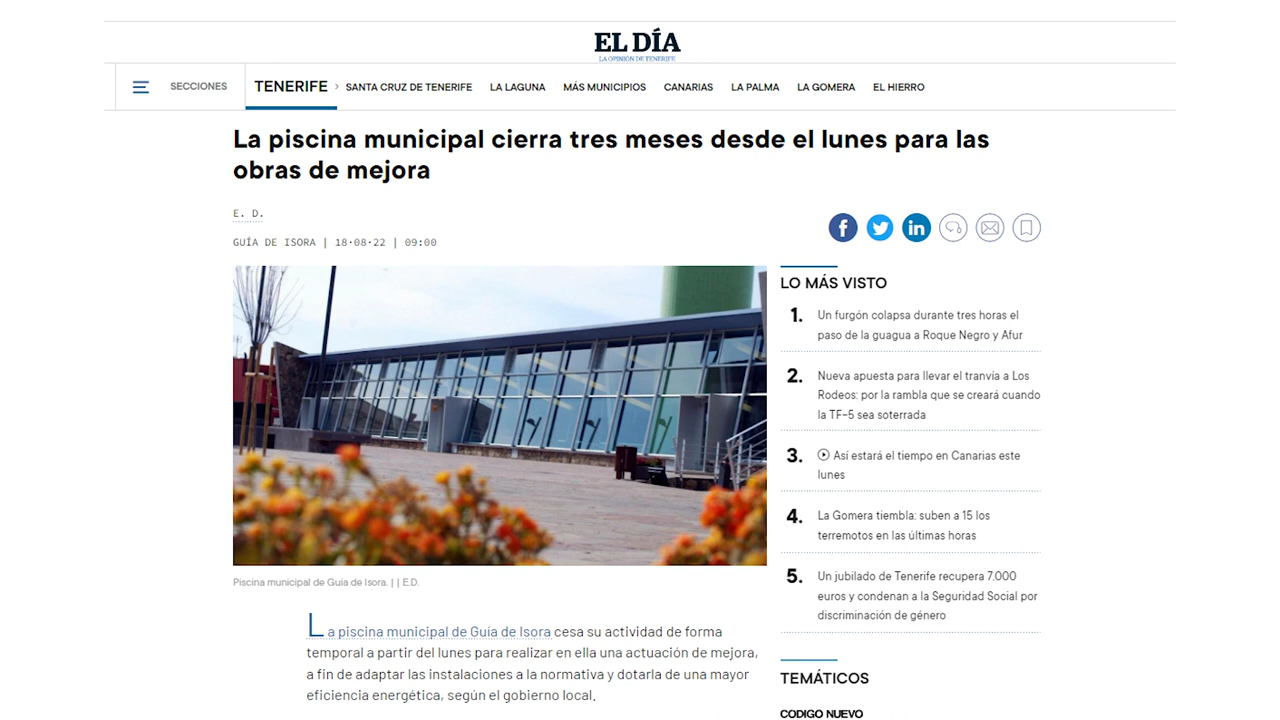 EL DÍA
LA OPINIÓN DE TENERIFE
SECCIONES
TENERIFE › SANTA CRUZ DE TENERIFE LA LAGUNA MÁS MUNICIPIOS CANARIAS LA PALMA LA GOMERA EL HIERRO
La piscina municipal cierra tres meses desde el lunes para las
obras de mejora
E. D.
GUÍA DE ISORA | 18·08·22 | 09:00
Piscina municipal de Guía de Isora. | | E.D.
La piscina municipal de Guía de Isora cesa su actividad de forma
temporal a partir del lunes para realizar en ella una actuación de mejora,
a fin de adaptar las instalaciones a la normativa y dotarla de una mayor
eficiencia energética, según el gobierno local.
LO MÁS VISTO
1. Un furgón colapsa durante tres horas el
paso de la guagua a Roque Negro y Afur
2. Nueva apuesta para llevar el tranvía a Los
Rodeos: por la rambla que se creará cuando
la TF-5 sea soterrada
3. Así estará el tiempo en Canarias este
lunes
4. La Gomera tiembla: suben a 15 los
terremotos en las últimas horas
5. Un jubilado de Tenerife recupera 7.000
euros y condenan a la Seguridad Social por
discriminación de género
TEMÁTICOS
CODIGO NUEVO